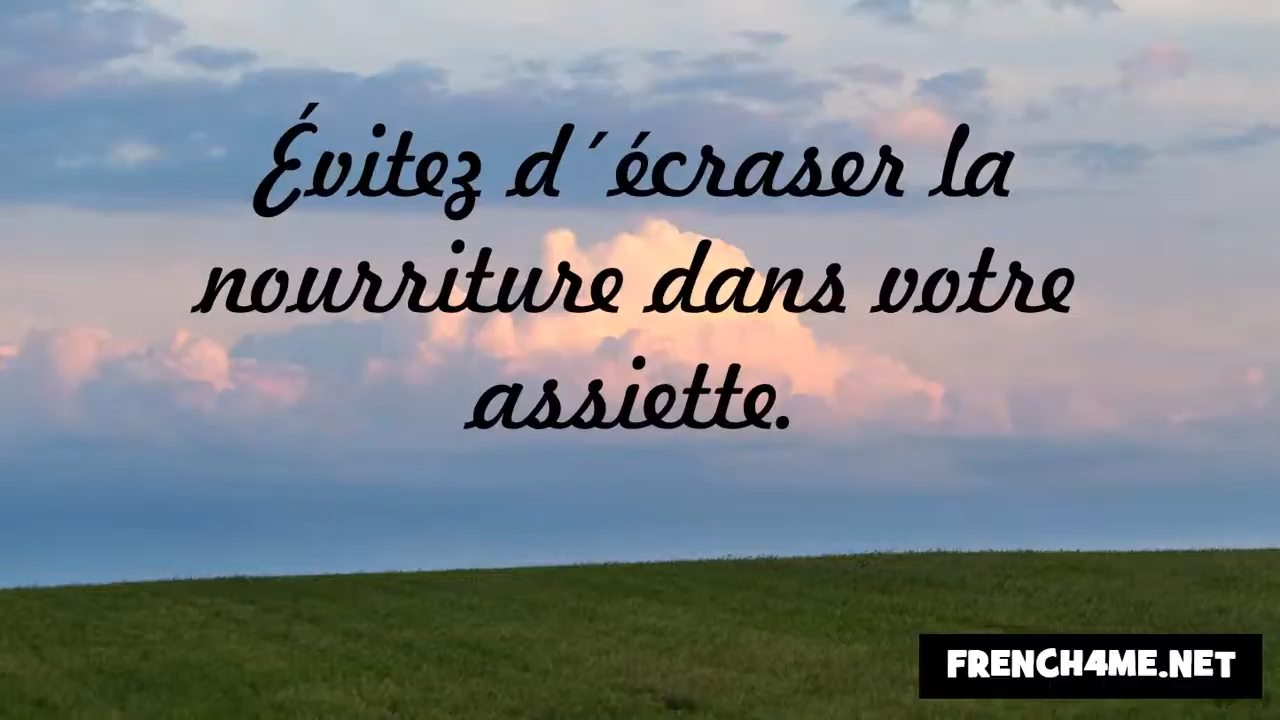 Évitez d´écraser la
nourriture dans votre
assiette.
FRENCH4ME.NET